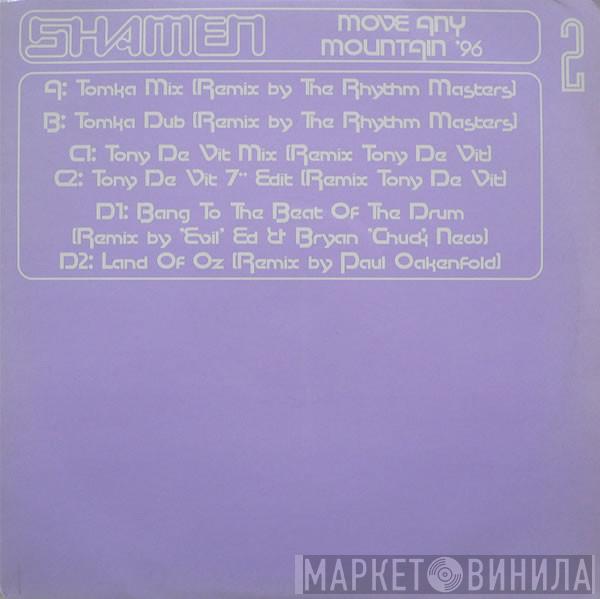 SHAMEN
MOVE ANY
MOUNTAIN '96
2
A: Tomka Mix (Remix by The Rhythm Masters)
B: Tomka Dub (Remix by The Rhythm Masters)
C1: Tony De Vit Mix (Remix Tony De Vit)
C2: Tony De Vit 7" Edit (Remix Tony De Vit)
D1: Bang To The Beat Of The Drum
(Remix by 'Evil' Ed & Bryan 'Chuck' New)
D2: Land Of Oz (Remix by Paul Oakenfold)
МАРКЕТ ВИНИЛА